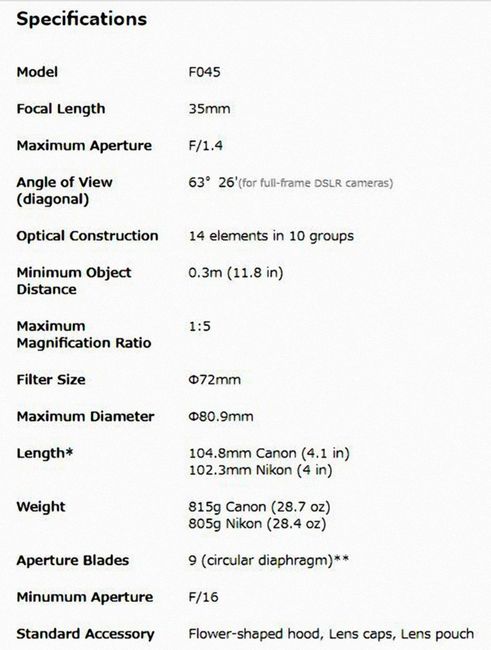 Specifications
Model F045
Focal Length 35mm
Maximum Aperture F/1.4
Angle of View 63° 26'(for full-frame DSLR cameras)
(diagonal)
Optical Construction 14 elements in 10 groups
Minimum Object 0.3m (11.8 in)
Distance
Maximum 1:5
Magnification Ratio
Filter Size Φ72mm
Maximum Diameter Φ80.9mm
Length* 104.8mm Canon (4.1 in)
102.3mm Nikon (4 in)
Weight 815g Canon (28.7 oz)
805g Nikon (28.4 oz)
Aperture Blades 9 (circular diaphragm)**
Minumum Aperture F/16
Standard Accessory Flower-shaped hood, Lens caps, Lens pouch